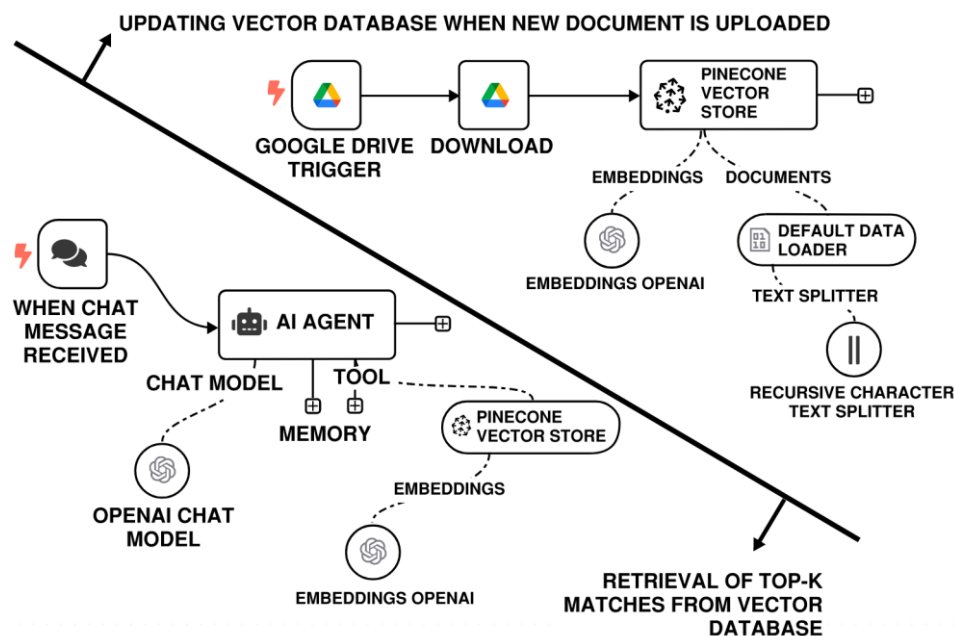 UPDATING VECTOR DATABASE WHEN NEW DOCUMENT IS UPLOADED
PINECONE
VECTOR
STORE
GOOGLE DRIVE
TRIGGER
DOWNLOAD
EMBEDDINGS
DOCUMENTS
DEFAULT DATA
LOADER
EMBEDDINGS OPENAI
TEXT SPLITTER
RECURSIVE CHARACTER
TEXT SPLITTER
WHEN CHAT
MESSAGE
RECEIVED
AI AGENT
CHAT MODEL
TOOL
MEMORY
PINECONE
VECTOR STORE
OPENAI CHAT
MODEL
EMBEDDINGS
EMBEDDINGS OPENAI
RETRIEVAL OF TOP-K
MATCHES FROM VECTOR
DATABASE